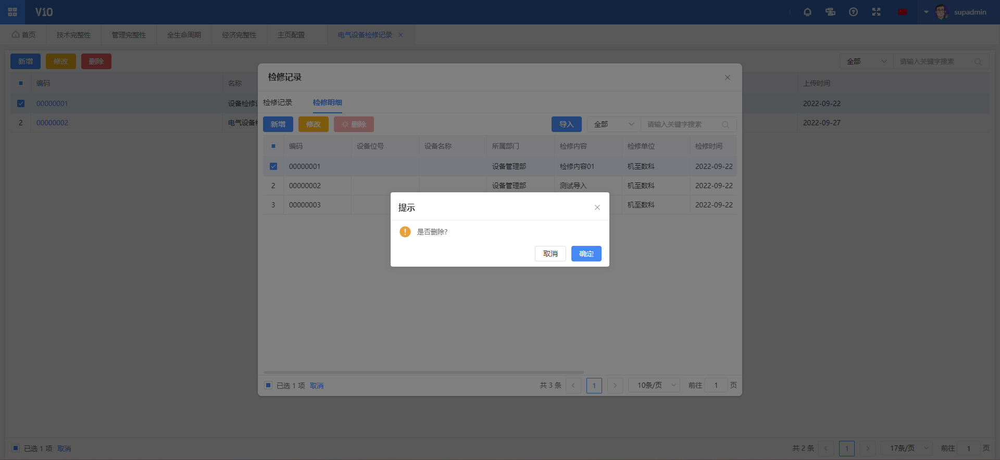 V10
supadmin
首页 技术完整性 管理完整性 全生命周期 经济完整性 主页配置 电气设备检修记录
新增 修改 删除 全部 请输入关键字搜索
编码 名称 上传时间
00000001 设备检修 2022-09-22
2 00000002 电气设备 2022-09-27
检修记录
检修记录 检修明细
新增 修改 删除 导入 全部 请输入关键字搜索
编码 设备位号 设备名称 所属部门 检修内容 检修单位 检修时间
00000001 设备管理部 检修内容01 机至数科 2022-09-22
2 00000002 设备管理部 测试导入 机至数科 2022-09-22
3 00000003 机至数科 2022-09-22
提示
是否删除?
取消 确定
已选 1 项 取消 共 3 条 1 10条/页 前往 1 页
已选 1 项 取消 共 2 条 1 17条/页 前往 1 页